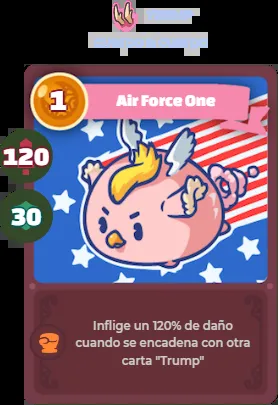 1
Air Force One
120
30
Inflige un 120% de daño
cuando se encadena con otra
carta "Trump"